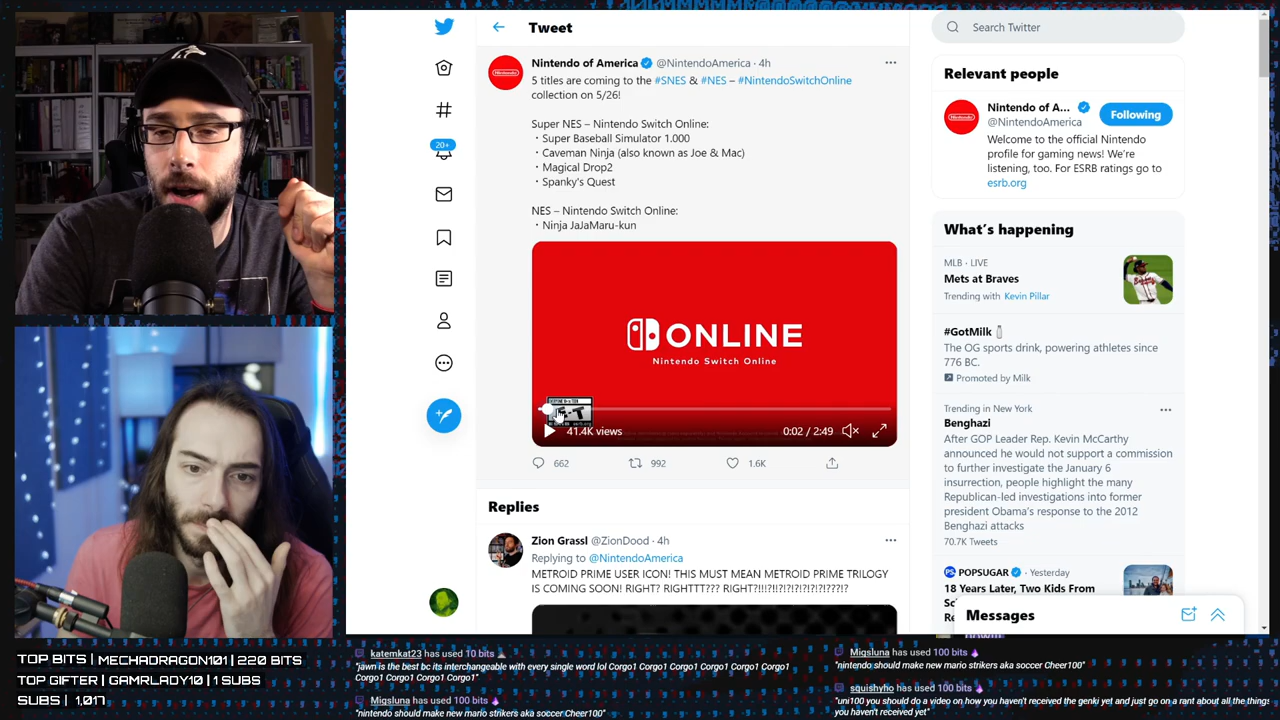 Tweet
Nintendo of America @NintendoAmerica · 4h
5 titles are coming to the #SNES & #NES – #NintendoSwitchOnline
collection on 5/26!
Super NES – Nintendo Switch Online:
・Super Baseball Simulator 1.000
・Caveman Ninja (also known as Joe & Mac)
・Magical Drop2
・Spanky's Quest
NES – Nintendo Switch Online:
・Ninja JaJaMaru-kun
ONLINE
Nintendo Switch Online
41.4K views
0:02 / 2:49
662
992
1.6K
Replies
Zion Grassl @ZionDood · 4h
Replying to @NintendoAmerica
METROID PRIME USER ICON! THIS MUST MEAN METROID PRIME TRILOGY
IS COMING SOON! RIGHT? RIGHTTT??? RIGHT?!!!?!!?!?!?!?!?!???!?
20+
Search Twitter
Relevant people
Nintendo of A...
@NintendoAmerica
Following
Welcome to the official Nintendo
profile for gaming news! We're
listening, too. For ESRB ratings go to
esrb.org
What's happening
MLB · LIVE
Mets at Braves
Trending with Kevin Pillar
#GotMilk
The OG sports drink, powering athletes since
776 BC.
Promoted by Milk
Trending in New York
Benghazi
After GOP Leader Rep. Kevin McCarthy
announced he would not support a commission
to further investigate the January 6
insurrection, people highlight the many
Republican-led investigations into former
president Obama's response to the 2012
Benghazi attacks
70.7K Tweets
POPSUGAR · Yesterday
18 Years Later, Two Kids From
Messages
TOP BITS | MECHADRAGON101 | 220 BITS
TOP GIFTER | GAMRLADY10 | 1 SUBS
SUBS | 1,017
katemkat23 has used 10 bits
"jawn is the best bc its interchangeable with every single word lol Corgo1 Corgo1 Corgo1 Corgo1 Corgo1 Corgo1
Corgo1 Corgo1 Corgo1 Corgo1"
Miqsluna has used 100 bits
"nintendo should make new mario strikers aka soccer Cheer100"
Miqsluna has used 100 bits
"nintendo should make new mario strikers aka soccer Cheer100"
squishyho has used 100 bits
"uni100 you should do a video on how you haven't received the genki yet and just go on a rant about all the things
you haven't received yet"